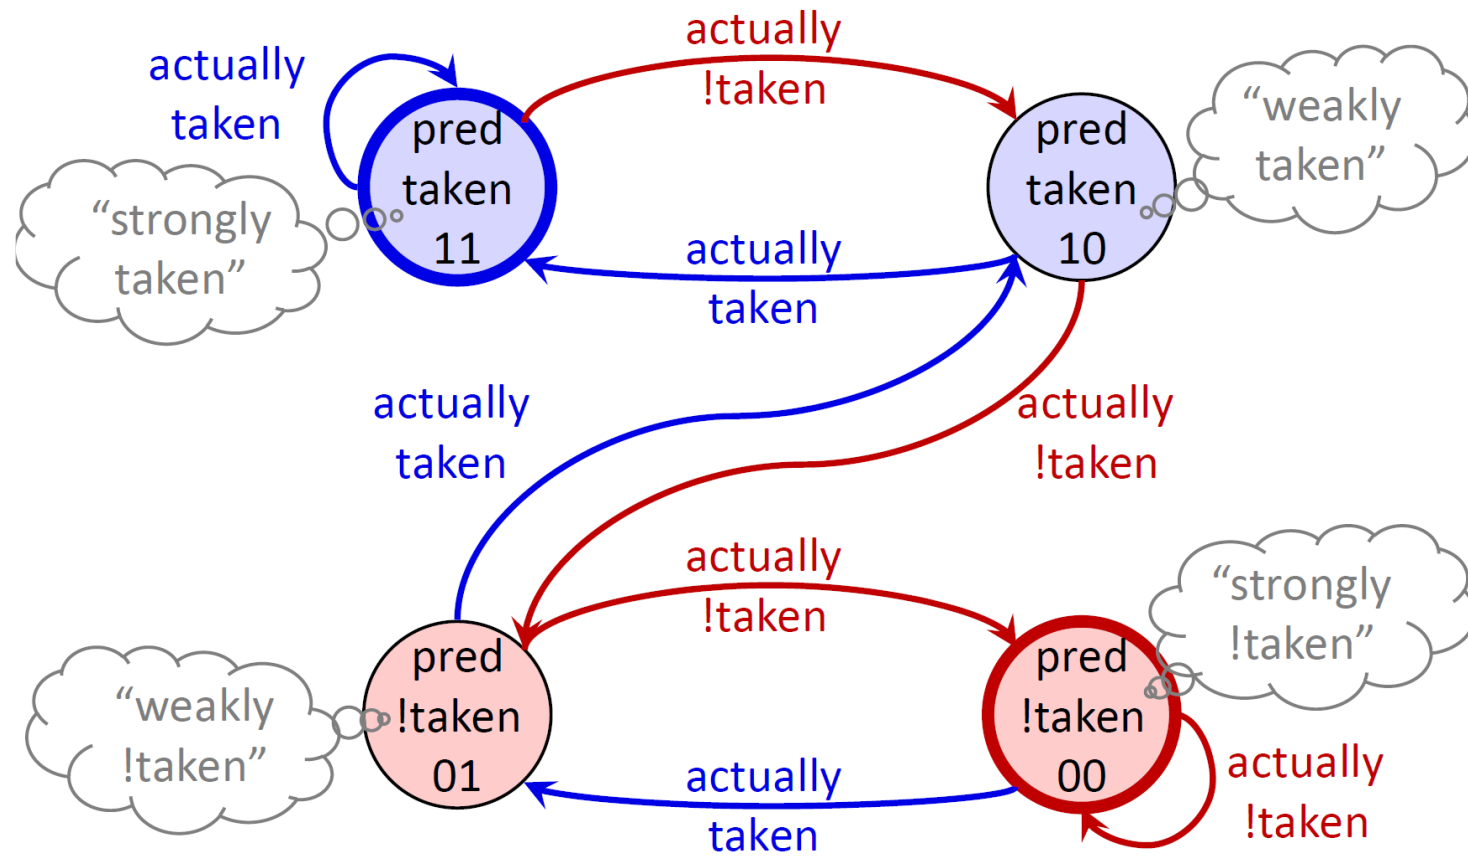 actually
taken
actually
!taken
pred
taken
11
pred
taken
10
“strongly
taken”
“weakly
taken”
actually
taken
actually
taken
actually
!taken
actually
!taken
pred
!taken
01
pred
!taken
00
“weakly
!taken”
“strongly
!taken”
actually
taken
actually
!taken